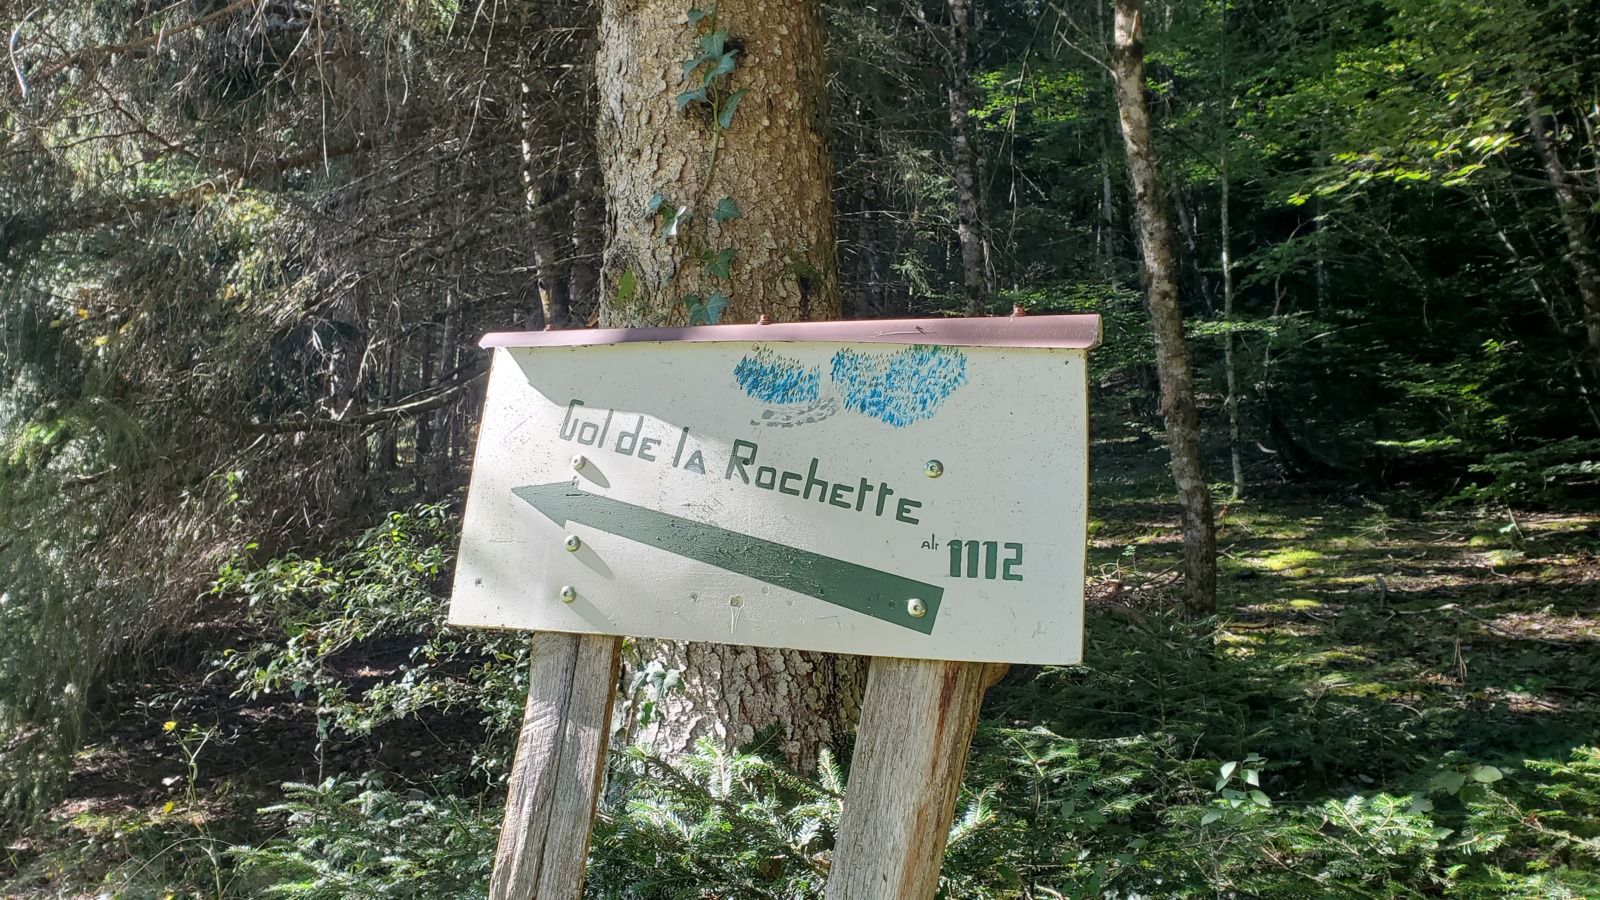 Col de la Rochette
Alt 1112